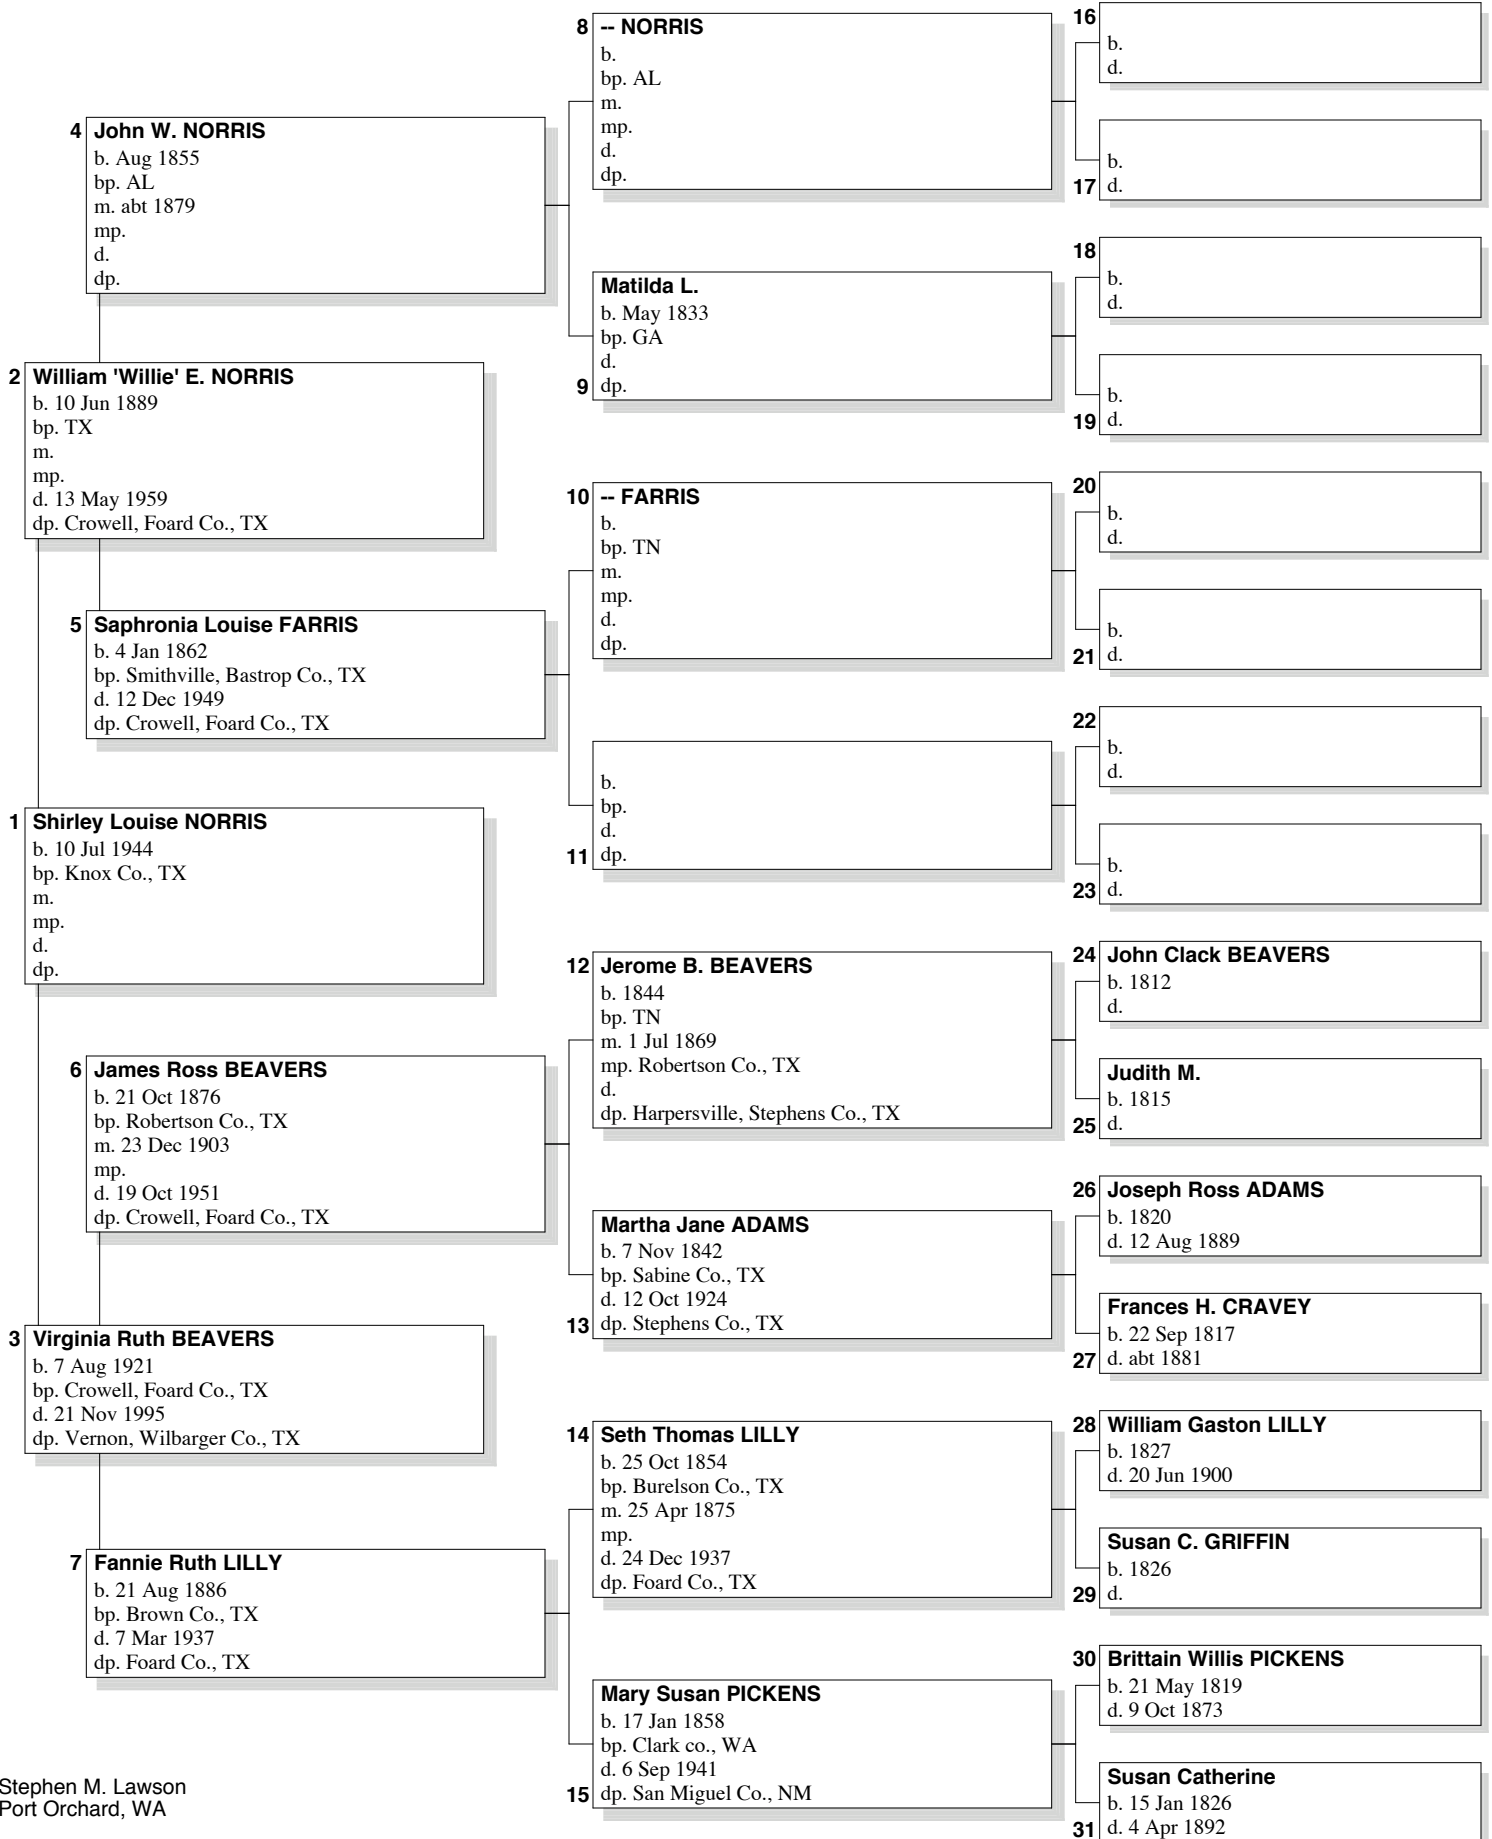 8 -- NORRIS
b.
bp. AL
m.
mp.
d.
dp.
16
b.
d.
b.
17 d.
4 John W. NORRIS
b. Aug 1855
bp. AL
m. abt 1879
mp.
d.
dp.
Matilda L.
b. May 1833
bp. GA
d.
9 dp.
18
b.
d.
b.
19 d.
2 William 'Willie' E. NORRIS
b. 10 Jun 1889
bp. TX
m.
mp.
d. 13 May 1959
dp. Crowell, Foard Co., TX
10 -- FARRIS
b.
bp. TN
m.
mp.
d.
dp.
20
b.
d.
b.
21 d.
5 Saphronia Louise FARRIS
b. 4 Jan 1862
bp. Smithville, Bastrop Co., TX
d. 12 Dec 1949
dp. Crowell, Foard Co., TX
b.
bp.
d.
11 dp.
22
b.
d.
b.
23 d.
1 Shirley Louise NORRIS
b. 10 Jul 1944
bp. Knox Co., TX
m.
mp.
d.
dp.
12 Jerome B. BEAVERS
b. 1844
bp. TN
m. 1 Jul 1869
mp. Robertson Co., TX
d.
dp. Harpersville, Stephens Co., TX
24 John Clack BEAVERS
b. 1812
d.
Judith M.
b. 1815
25 d.
6 James Ross BEAVERS
b. 21 Oct 1876
bp. Robertson Co., TX
m. 23 Dec 1903
mp.
d. 19 Oct 1951
dp. Crowell, Foard Co., TX
Martha Jane ADAMS
b. 7 Nov 1842
bp. Sabine Co., TX
d. 12 Oct 1924
13 dp. Stephens Co., TX
26 Joseph Ross ADAMS
b. 1820
d. 12 Aug 1889
Frances H. CRAVEY
b. 22 Sep 1817
27 d. abt 1881
3 Virginia Ruth BEAVERS
b. 7 Aug 1921
bp. Crowell, Foard Co., TX
d. 21 Nov 1995
dp. Vernon, Wilbarger Co., TX
14 Seth Thomas LILLY
b. 25 Oct 1854
bp. Burelson Co., TX
m. 25 Apr 1875
mp.
d. 24 Dec 1937
dp. Foard Co., TX
28 William Gaston LILLY
b. 1827
d. 20 Jun 1900
Susan C. GRIFFIN
b. 1826
29 d.
7 Fannie Ruth LILLY
b. 21 Aug 1886
bp. Brown Co., TX
d. 7 Mar 1937
dp. Foard Co., TX
Mary Susan PICKENS
b. 17 Jan 1858
bp. Clark co., WA
d. 6 Sep 1941
15 dp. San Miguel Co., NM
30 Brittain Willis PICKENS
b. 21 May 1819
d. 9 Oct 1873
Susan Catherine
b. 15 Jan 1826
31 d. 4 Apr 1892
Stephen M. Lawson
Port Orchard, WA